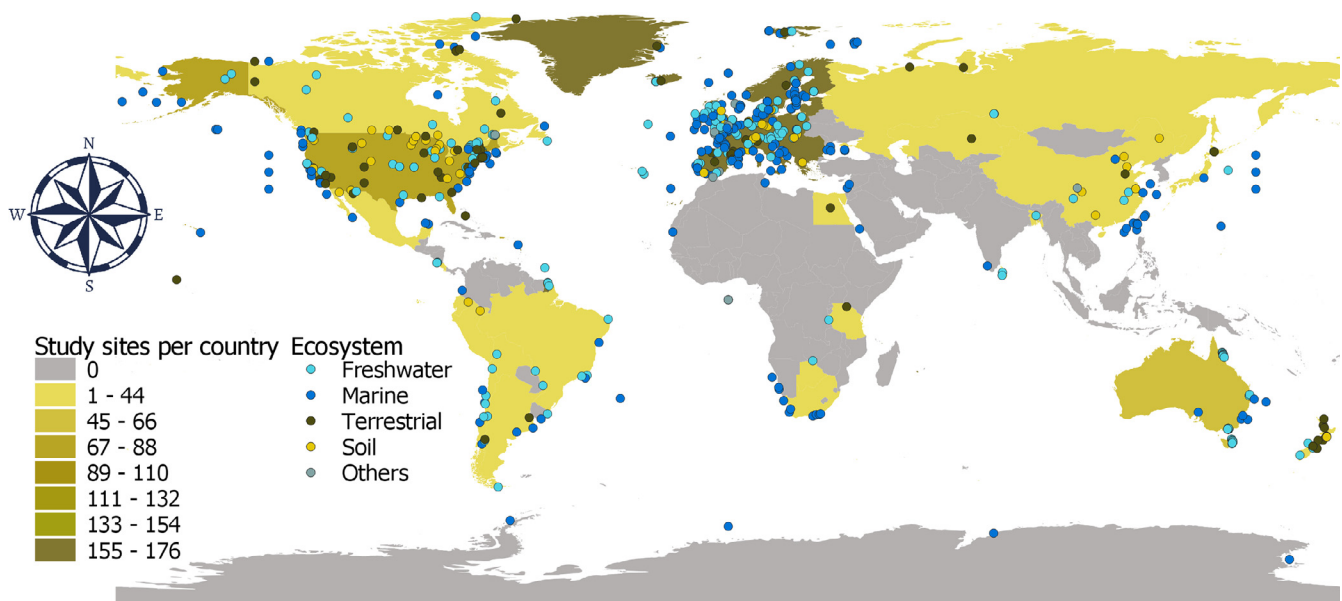 N
W E
S
Study sites per country Ecosystem
0 Freshwater
1 - 44 Marine
45 - 66 Terrestrial
67 - 88 Soil
89 - 110 Others
111 - 132
133 - 154
155 - 176